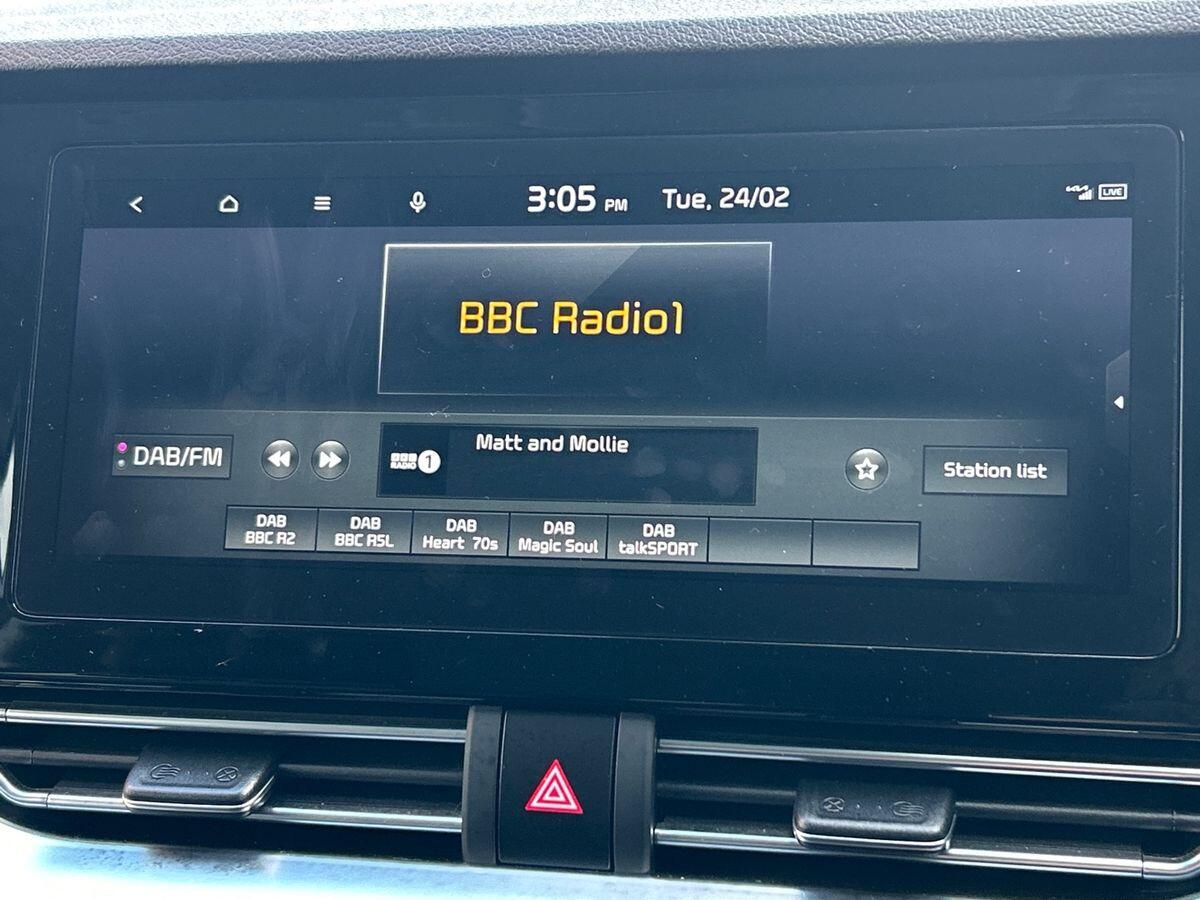 3:05 PM Tue, 24/02
LIVE
BBC Radio1
DAB/FM
BBC RADIO 1
Matt and Mollie
Station list
DAB
BBC R2
DAB
BBC R5L
DAB
Heart 70s
DAB
Magic Soul
DAB
talkSPORT